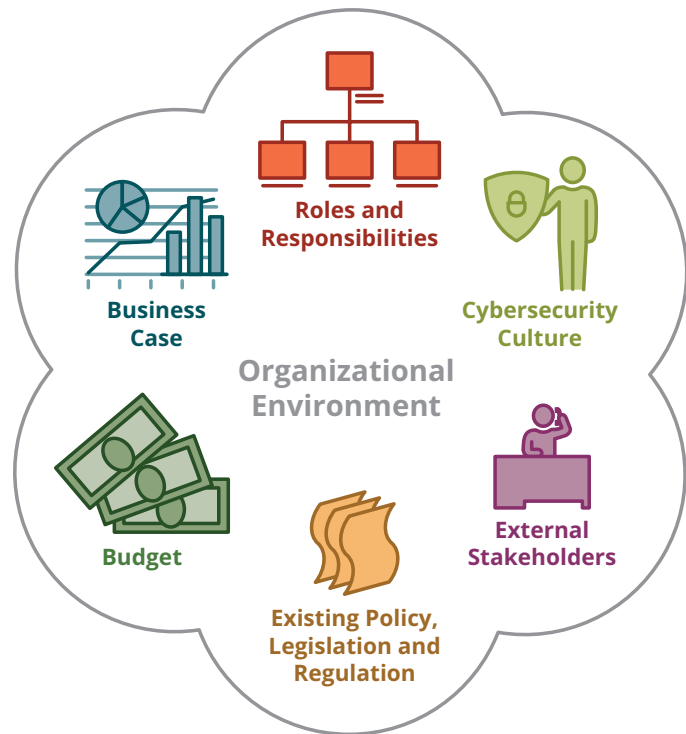 Roles and
Responsibilities
Business
Case
Cybersecurity
Culture
Organizational
Environment
Budget
External
Stakeholders
Existing Policy,
Legislation and
Regulation